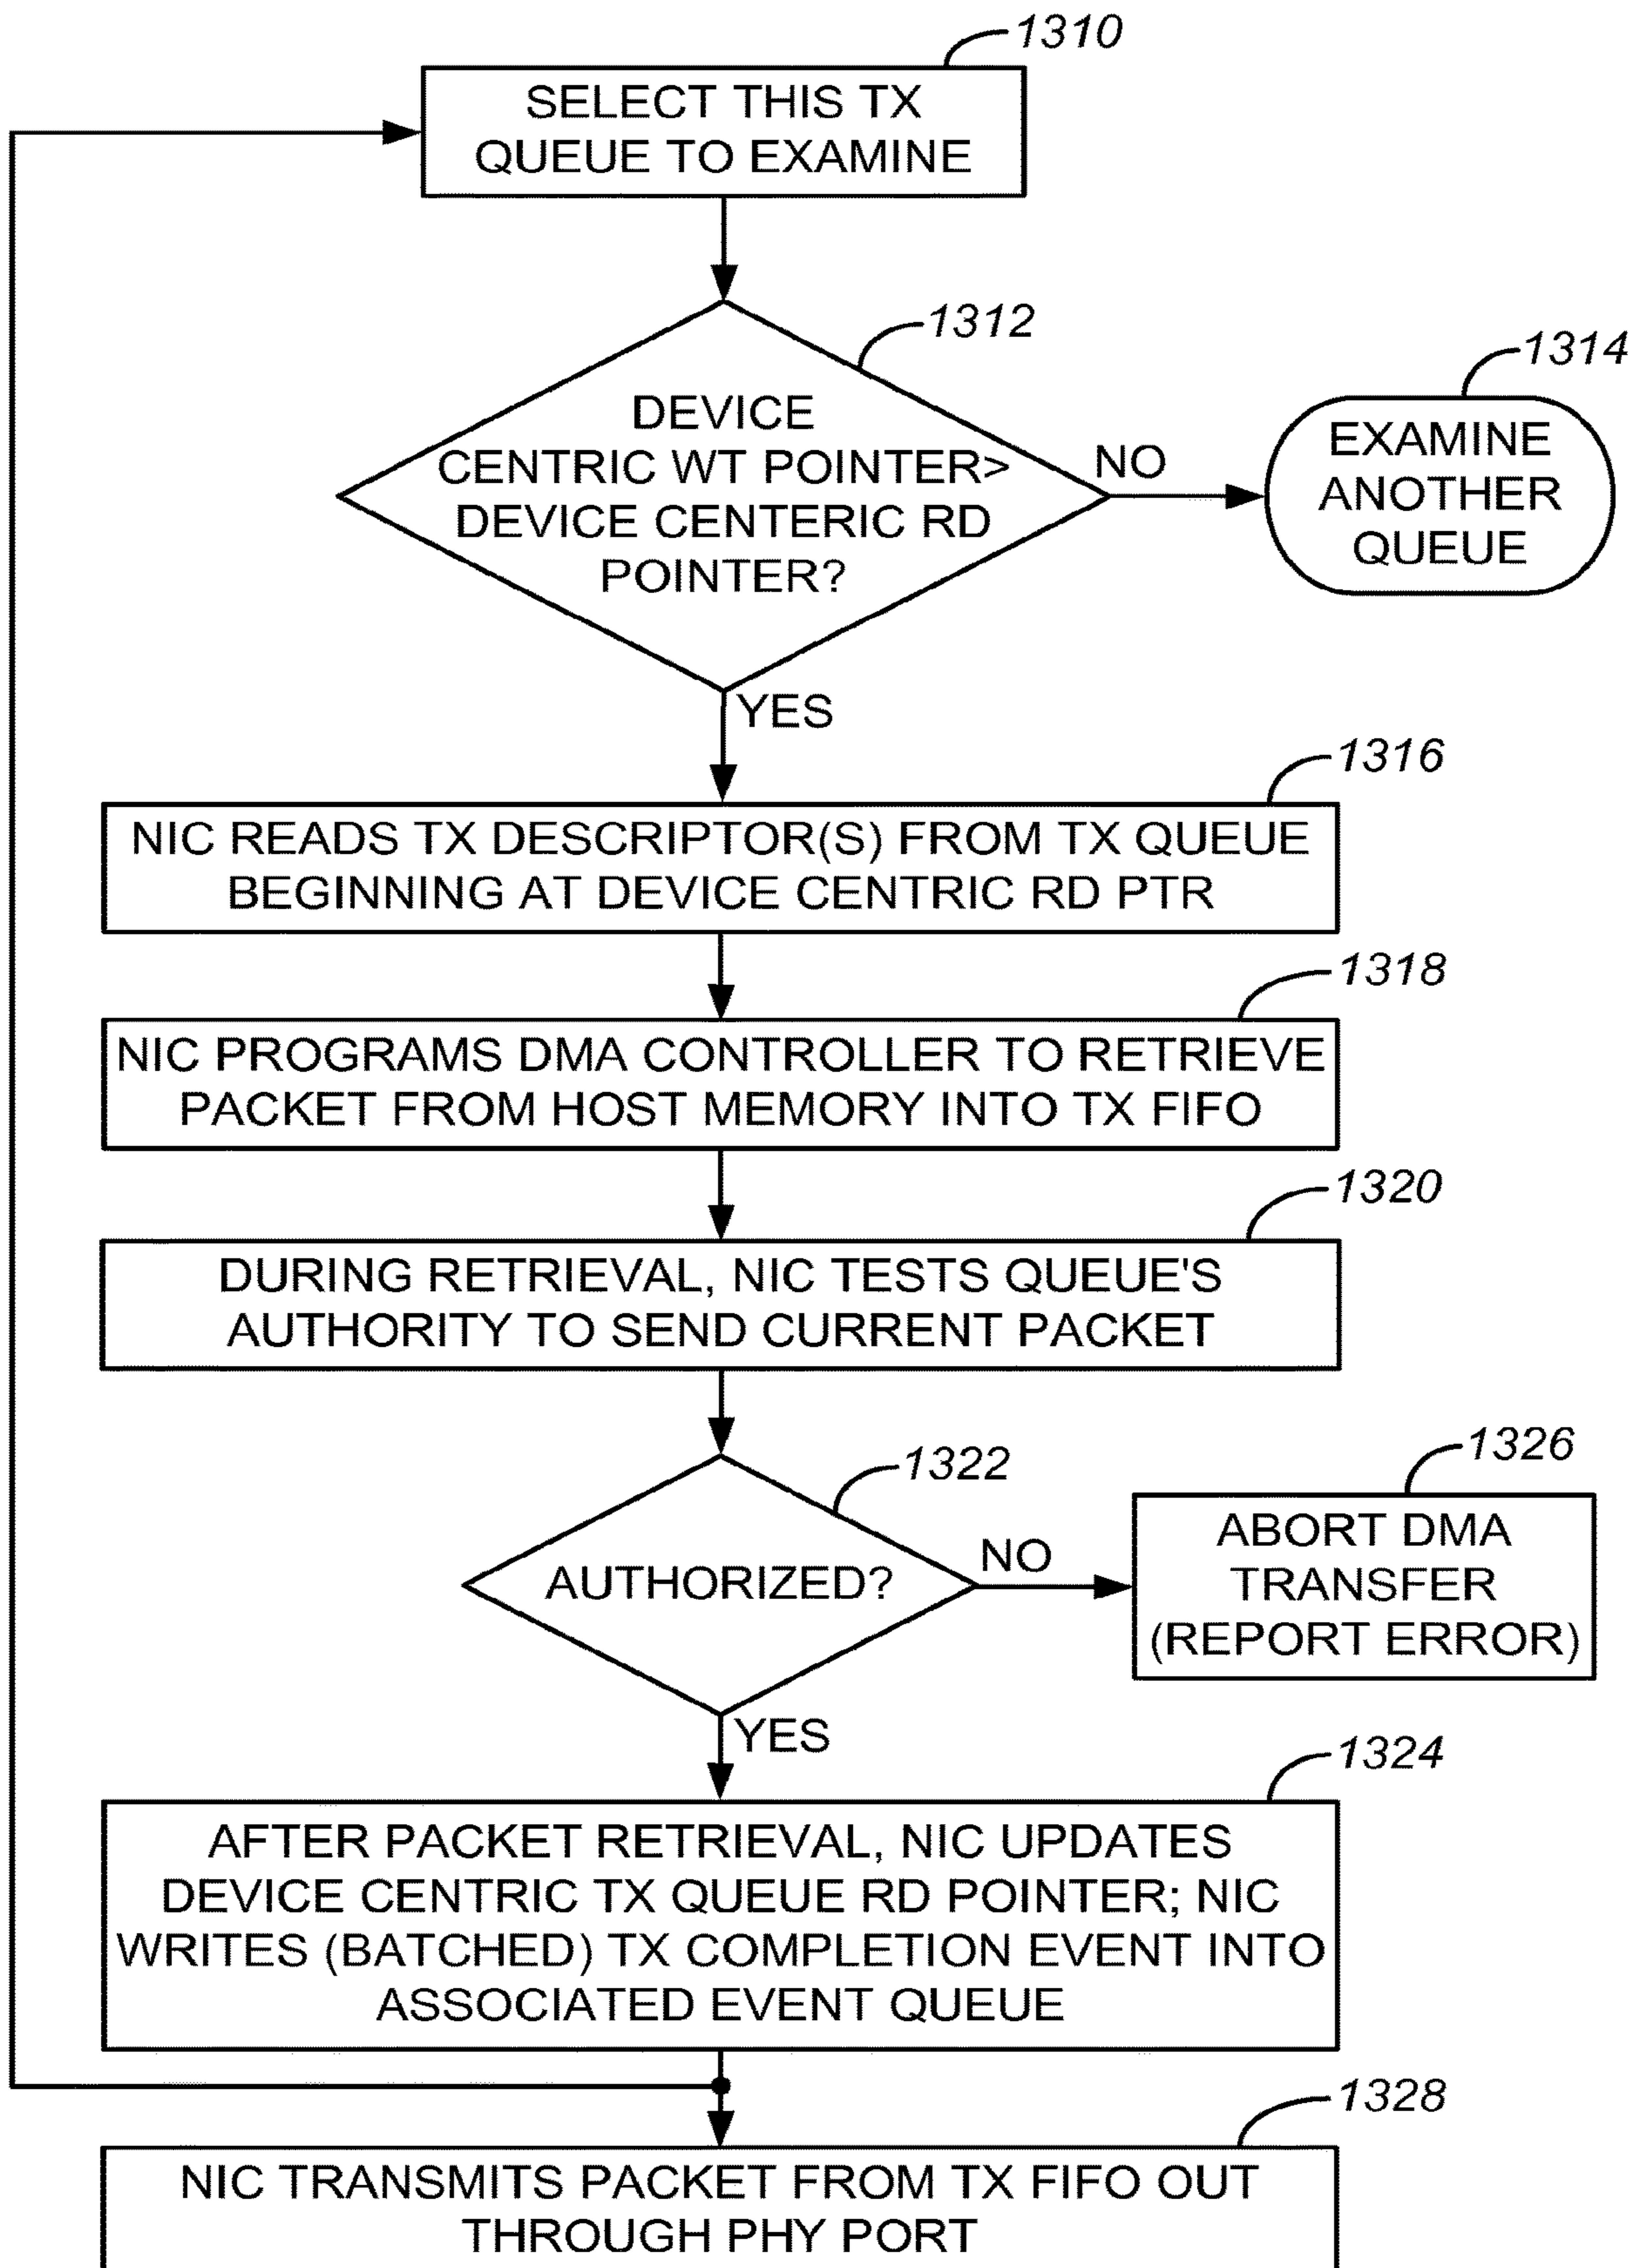 1310
SELECT THIS TX
QUEUE TO EXAMINE
1312
DEVICE
CENTRIC WT POINTER>
DEVICE CENTERIC RD
POINTER?
NO
1314
EXAMINE
ANOTHER
QUEUE
YES
1316
NIC READS TX DESCRIPTOR(S) FROM TX QUEUE
BEGINNING AT DEVICE CENTRIC RD PTR
1318
NIC PROGRAMS DMA CONTROLLER TO RETRIEVE
PACKET FROM HOST MEMORY INTO TX FIFO
1320
DURING RETRIEVAL, NIC TESTS QUEUE'S
AUTHORITY TO SEND CURRENT PACKET
1322
AUTHORIZED?
NO
1326
ABORT DMA
TRANSFER
(REPORT ERROR)
YES
1324
AFTER PACKET RETRIEVAL, NIC UPDATES
DEVICE CENTRIC TX QUEUE RD POINTER; NIC
WRITES (BATCHED) TX COMPLETION EVENT INTO
ASSOCIATED EVENT QUEUE
1328
NIC TRANSMITS PACKET FROM TX FIFO OUT
THROUGH PHY PORT